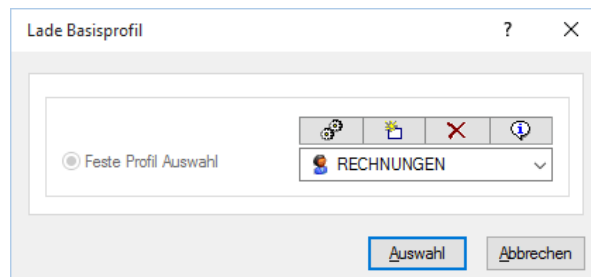 Lade Basisprofil
Feste Profil Auswahl
RECHNUNGEN
Auswahl
Abbrechen